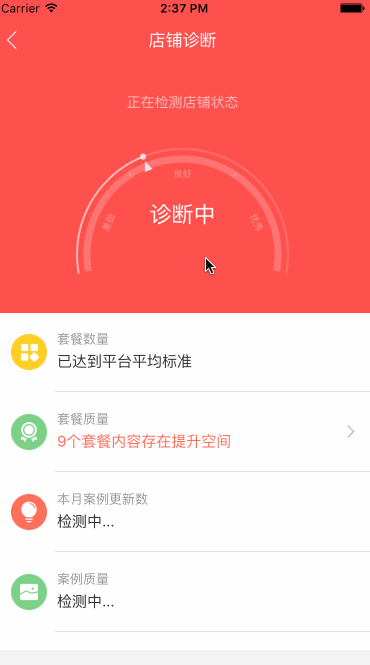 Carrier 2:37 PM
店铺诊断
正在检测店铺状态
良好
差劲 诊断中 优秀
套餐数量
已达到平台平均标准
套餐质量
9个套餐内容存在提升空间
本月案例更新数
检测中...
案例质量
检测中...